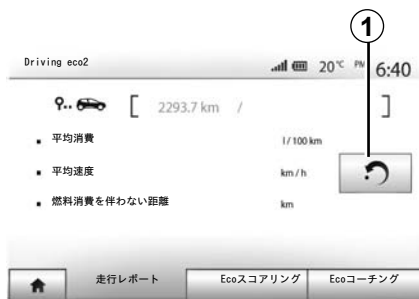 1
Driving eco2 20°C PM 6:40
[ 2293.7 km / ]
平均消費 l/100 km
平均速度 km/h
燃料消費を伴わない距離 km
走行レポート Ecoスコアリング Ecoコーチング